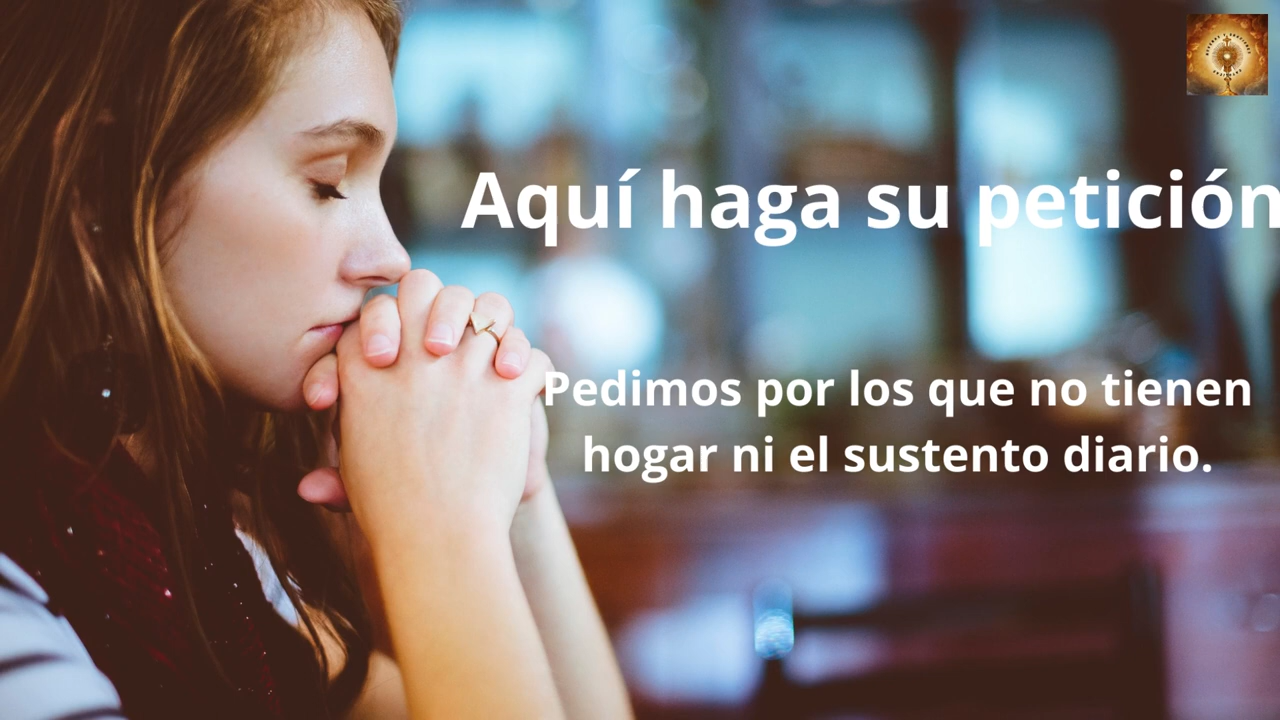 Aquí haga su petición
Pedimos por los que no tienen
hogar ni el sustento diario.